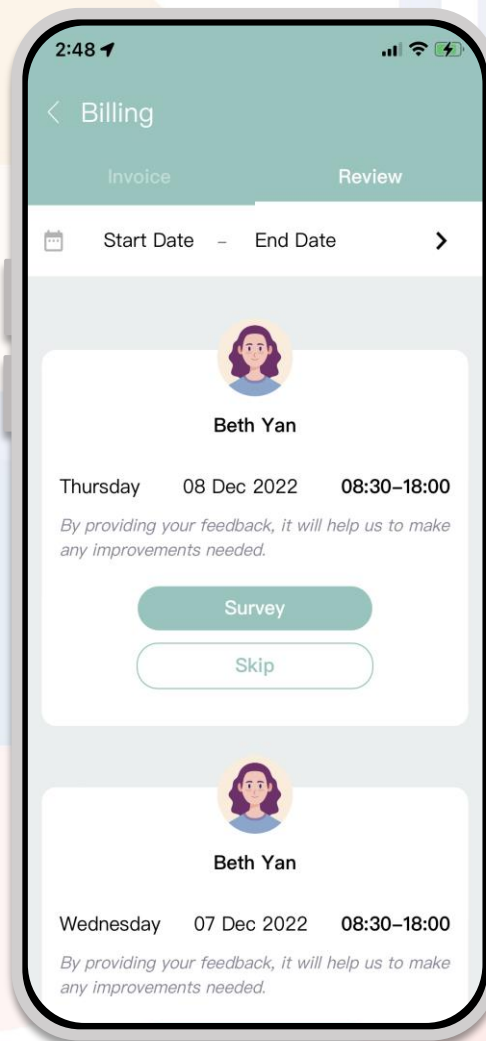 2:48
Billing
Invoice Review
Start Date – End Date
Beth Yan
Thursday 08 Dec 2022 08:30–18:00
By providing your feedback, it will help us to make
any improvements needed.
Survey
Skip
Beth Yan
Wednesday 07 Dec 2022 08:30–18:00
By providing your feedback, it will help us to make
any improvements needed.